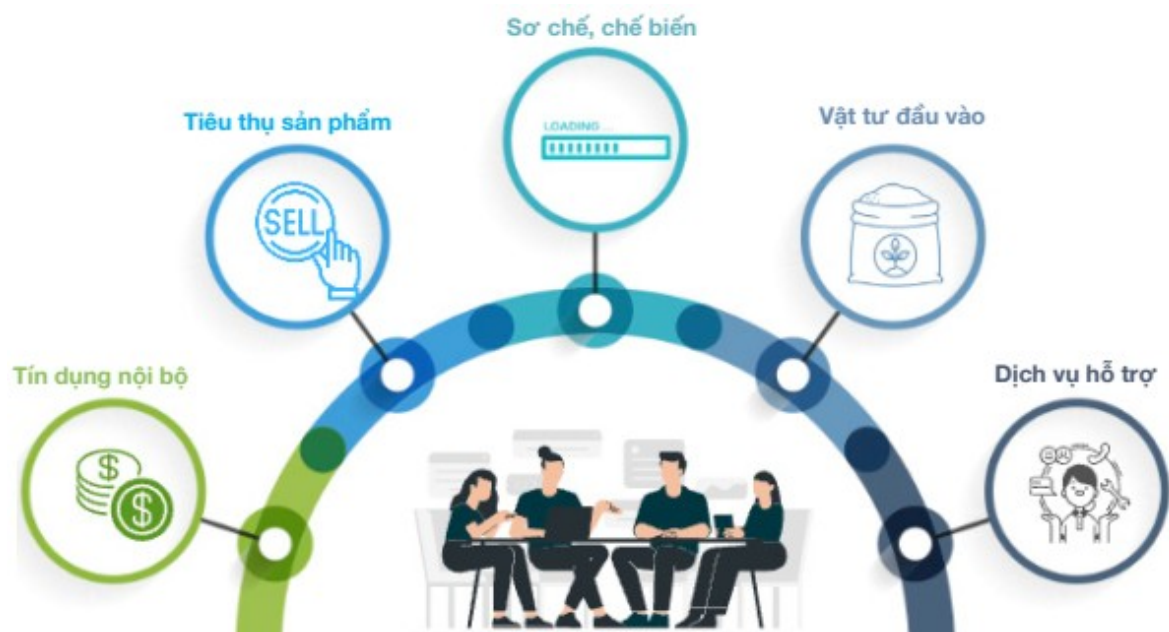 Sơ chế, chế biến
LOADING...
Tiêu thụ sản phẩm
SELL
Vật tư đầu vào
Tín dụng nội bộ
$
$
Dịch vụ hỗ trợ